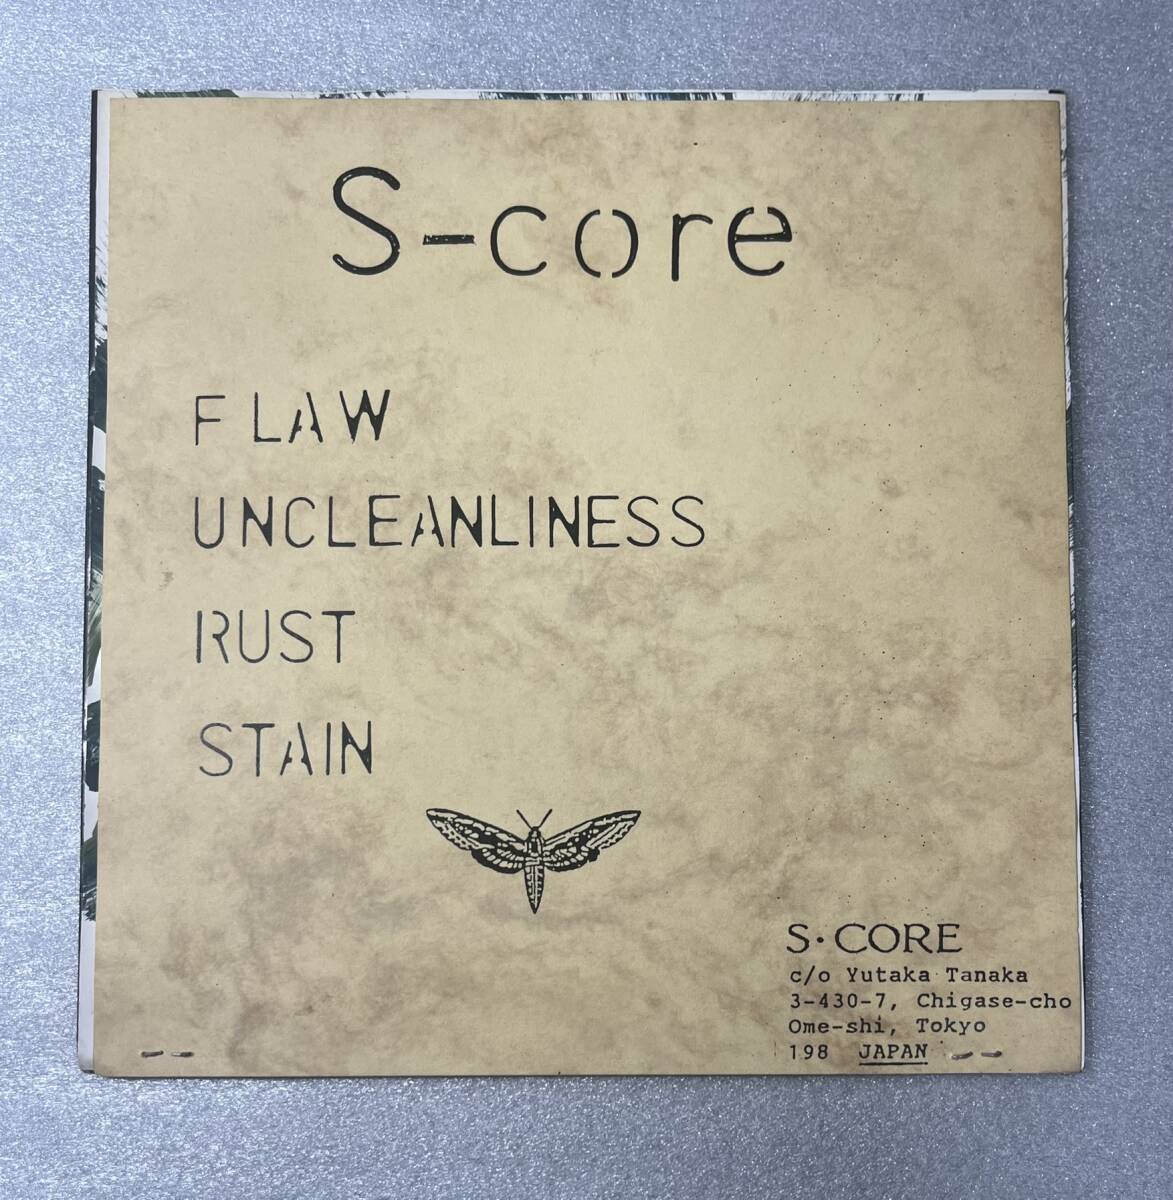 S-core
FLAW
UNCLEANLINESS
RUST
STAIN
S·CORE
c/o Yutaka Tanaka
3-430-7, Chigase-cho
Ome-shi, Tokyo
198 JAPAN